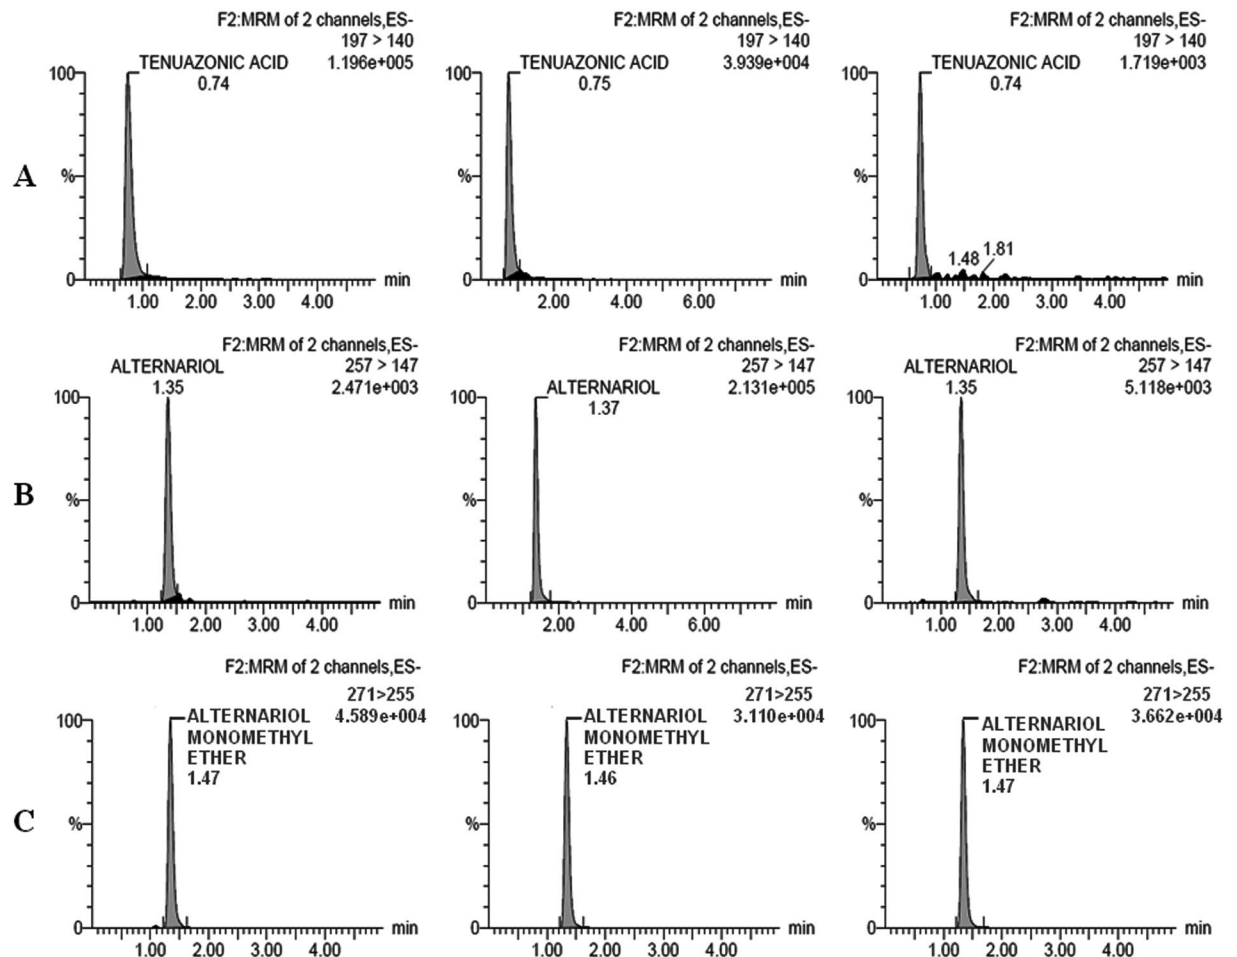 F2:MRM of 2 channels,ES-
197 > 140
1.196e+005
TENUAZONIC ACID
0.74
100
%
0
min
1.00 2.00 3.00 4.00
F2:MRM of 2 channels,ES-
197 > 140
3.939e+004
TENUAZONIC ACID
0.75
100
%
0
min
2.00 4.00 6.00
F2:MRM of 2 channels,ES-
197 > 140
1.719e+003
TENUAZONIC ACID
0.74
100
%
1.48 1.81
0
min
1.00 2.00 3.00 4.00
A
F2:MRM of 2 channels,ES-
257 > 147
2.471e+003
ALTERNARIOL
1.35
100
%
0
min
1.00 2.00 3.00 4.00
F2:MRM of 2 channels,ES-
257 > 147
2.131e+005
ALTERNARIOL
1.37
100
%
0
min
2.00 4.00 6.00
F2:MRM of 2 channels,ES-
257 > 147
5.118e+003
ALTERNARIOL
1.35
100
%
0
min
1.00 2.00 3.00 4.00
B
F2:MRM of 2 channels,ES-
271>255
4.589e+004
ALTERNARIOL
MONOMETHYL
ETHER
1.47
100
%
0
min
1.00 2.00 3.00 4.00
F2:MRM of 2 channels,ES-
271>255
3.110e+004
ALTERNARIOL
MONOMETHYL
ETHER
1.46
100
%
0
min
1.00 2.00 3.00 4.00
F2:MRM of 2 channels,ES-
271>255
3.662e+004
ALTERNARIOL
MONOMETHYL
ETHER
1.47
100
%
0
min
1.00 2.00 3.00 4.00
C